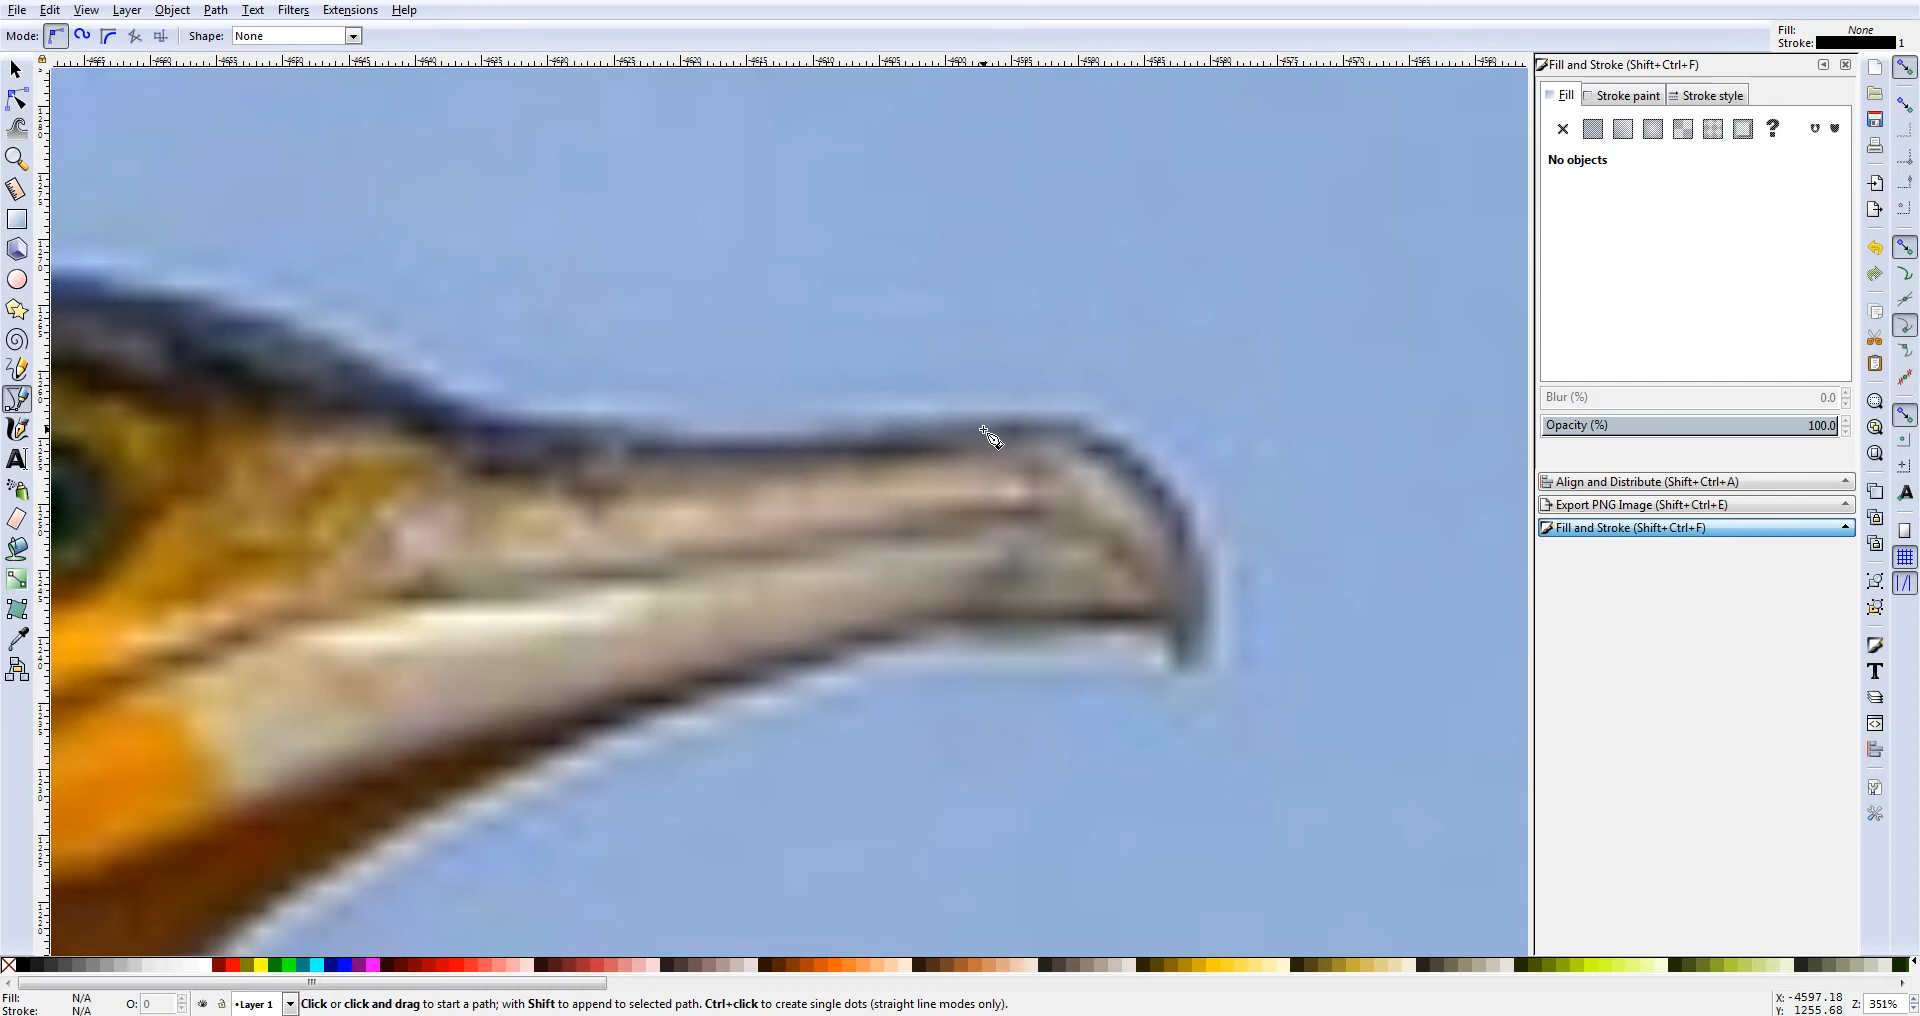 File Edit View Layer Object Path Text Filters Extensions Help
Mode: Shape: None
Fill: None
Stroke: 1
Fill and Stroke (Shift+Ctrl+F)
Fill Stroke paint Stroke style
No objects
Blur (%) 0.0
Opacity (%) 100.0
Align and Distribute (Shift+Ctrl+A)
Export PNG Image (Shift+Ctrl+E)
Fill and Stroke (Shift+Ctrl+F)
Fill: N/A O: 0 •Layer 1 Click or click and drag to start a path; with Shift to append to selected path. Ctrl+click to create single dots (straight line modes only). X: -4597.18 Z: 351%
Stroke: N/A Y: 1255.68